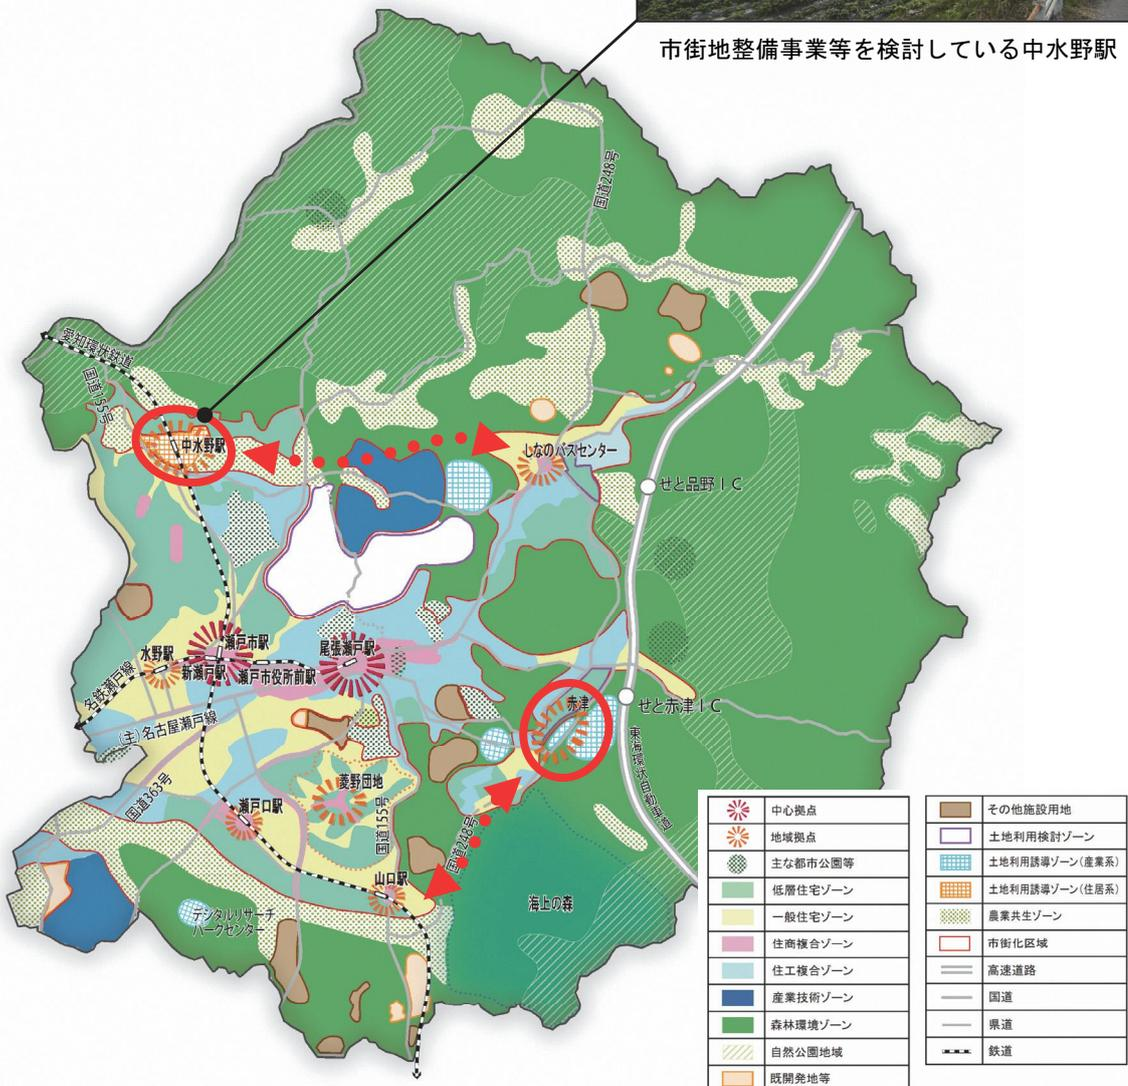 市街地整備事業等を検討している中水野駅
国道248号
愛知環状鉄道
国道155号
中水野駅
しなのバスセンター
せと品野IC
瀬戸市駅
水野駅
新瀬戸駅
瀬戸市役所前駅
尾張瀬戸駅
名鉄瀬戸線
(主)名古屋瀬戸線
赤津
せと赤津IC
東海環状自動車道
国道363号
菱野団地
瀬戸口駅
国道155号
国道248号
山口駅
海上の森
デジタルリサーチ
パークセンター
中心拠点
地域拠点
主な都市公園等
低層住宅ゾーン
一般住宅ゾーン
住商複合ゾーン
住工複合ゾーン
産業技術ゾーン
森林環境ゾーン
自然公園地域
既開発地等
その他施設用地
土地利用検討ゾーン
土地利用誘導ゾーン(産業系)
土地利用誘導ゾーン(住居系)
農業共生ゾーン
市街化区域
高速道路
国道
県道
鉄道